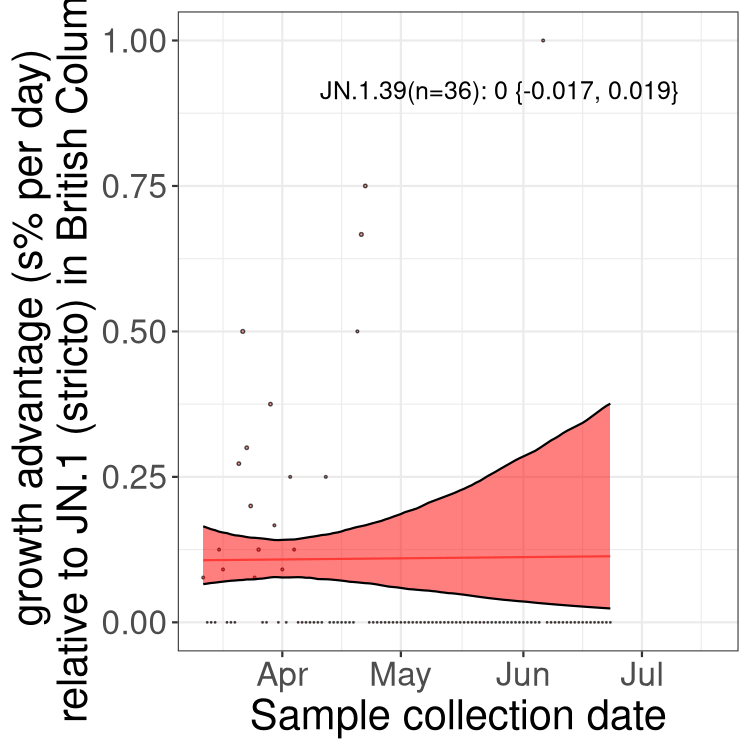 growth advantage (s% per day)
relative to JN.1 (stricto) in British Colum
1.00
0.75
0.50
0.25
0.00
JN.1.39(n=36): 0 {-0.017, 0.019}
Apr May Jun Jul
Sample collection date